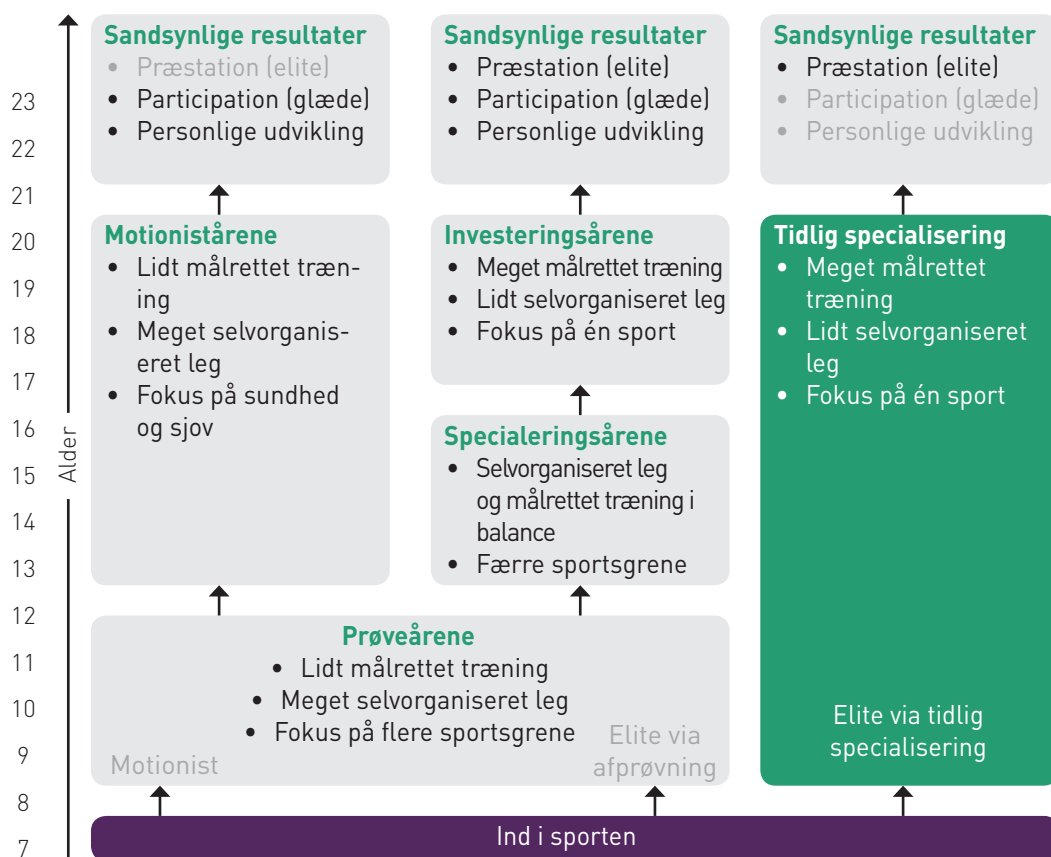 Sandsynlige resultater
• Præstation (elite)
• Participation (glæde)
• Personlige udvikling
Sandsynlige resultater
• Præstation (elite)
• Participation (glæde)
• Personlige udvikling
Sandsynlige resultater
• Præstation (elite)
• Participation (glæde)
• Personlige udvikling
Motionistårene
• Lidt målrettet træn-
ing
• Meget selvorganis-
eret leg
• Fokus på sundhed
og sjov
Investeringsårene
• Meget målrettet træning
• Lidt selvorganiseret leg
• Fokus på én sport
Specialeringsårene
• Selvorganiseret leg
og målrettet træning i
balance
• Færre sportsgrene
Tidlig specialisering
• Meget målrettet
træning
• Lidt selvorganiseret
leg
• Fokus på én sport
Elite via tidlig
specialisering
Prøveårene
• Lidt målrettet træning
• Meget selvorganiseret leg
• Fokus på flere sportsgrene
Motionist
Elite via
afprøvning
Ind i sporten
Alder
23
22
21
20
19
18
17
16
15
14
13
12
11
10
9
8
7